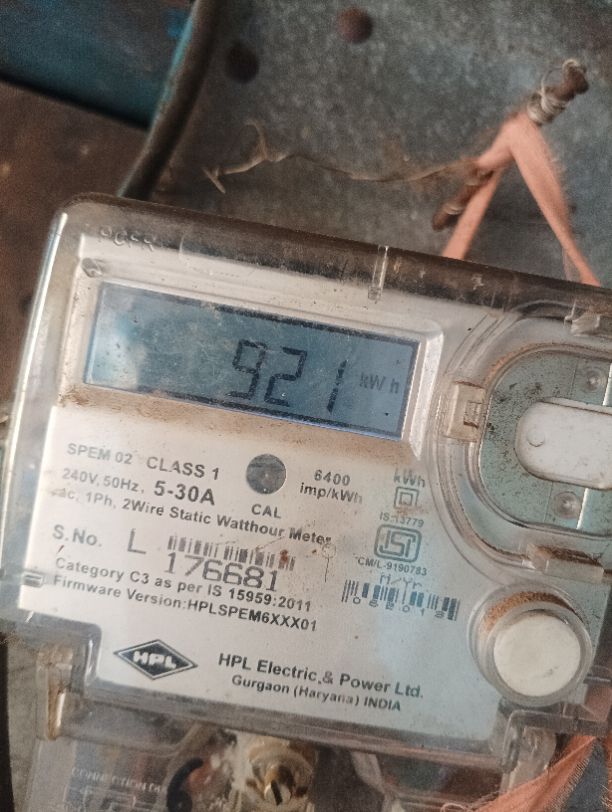 921 kWh
SPEM 02 CLASS 1
240V, 50Hz, 5-30A
ac, 1Ph, 2Wire Static Watthour Meter
CAL
6400
imp/kWh
kWh
IS 13779
ISI
CM/L-9190783
M/Yr
S.No. L 176681
Category C3 as per IS 15959:2011
Firmware Version:HPLSPEM6XXX01
HPL
HPL Electric & Power Ltd.
Gurgaon (Haryana) INDIA